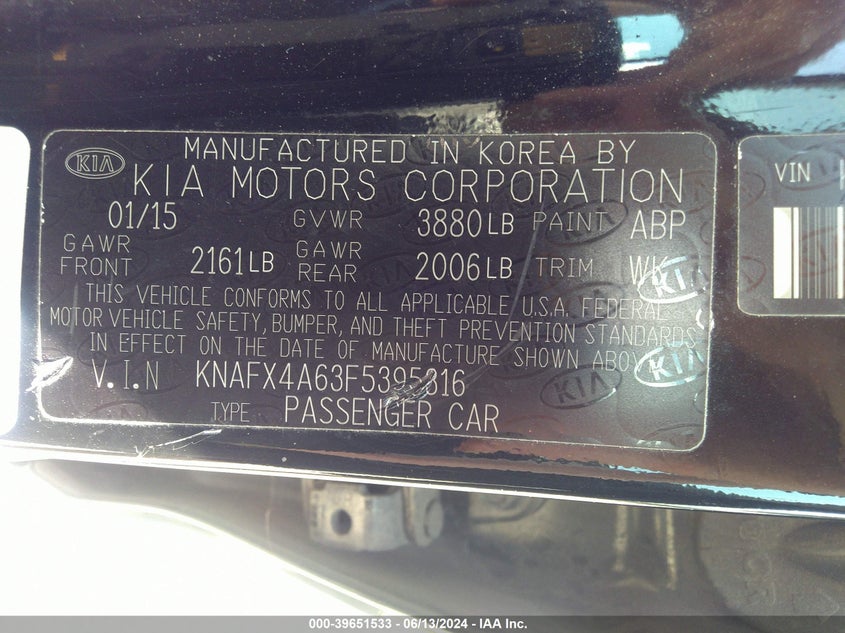 MANUFACTURED IN KOREA BY
KIA KIA MOTORS CORPORATION
01/15 GVWR 3880LB PAINT ABP
GAWR FRONT 2161LB GAWR REAR 2006LB TRIM WK
THIS VEHICLE CONFORMS TO ALL APPLICABLE U.S.A. FEDERAL
MOTOR VEHICLE SAFETY, BUMPER, AND THEFT PREVENTION STANDARDS
IN EFFECT ON THE DATE OF MANUFACTURE SHOWN ABOVE.
V.I.N KNAFX4A63F5395816
TYPE PASSENGER CAR
VIN
000-39651533 - 06/13/2024 - IAA Inc.